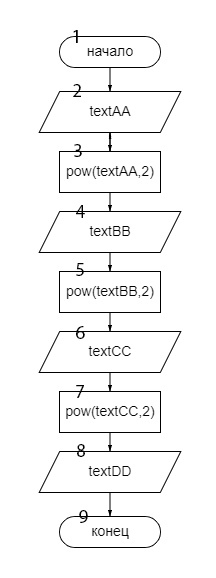 1
начало
2
textAA
3
pow(textAA,2)
4
textBB
5
pow(textBB,2)
6
textCC
7
pow(textCC,2)
8
textDD
9
конец